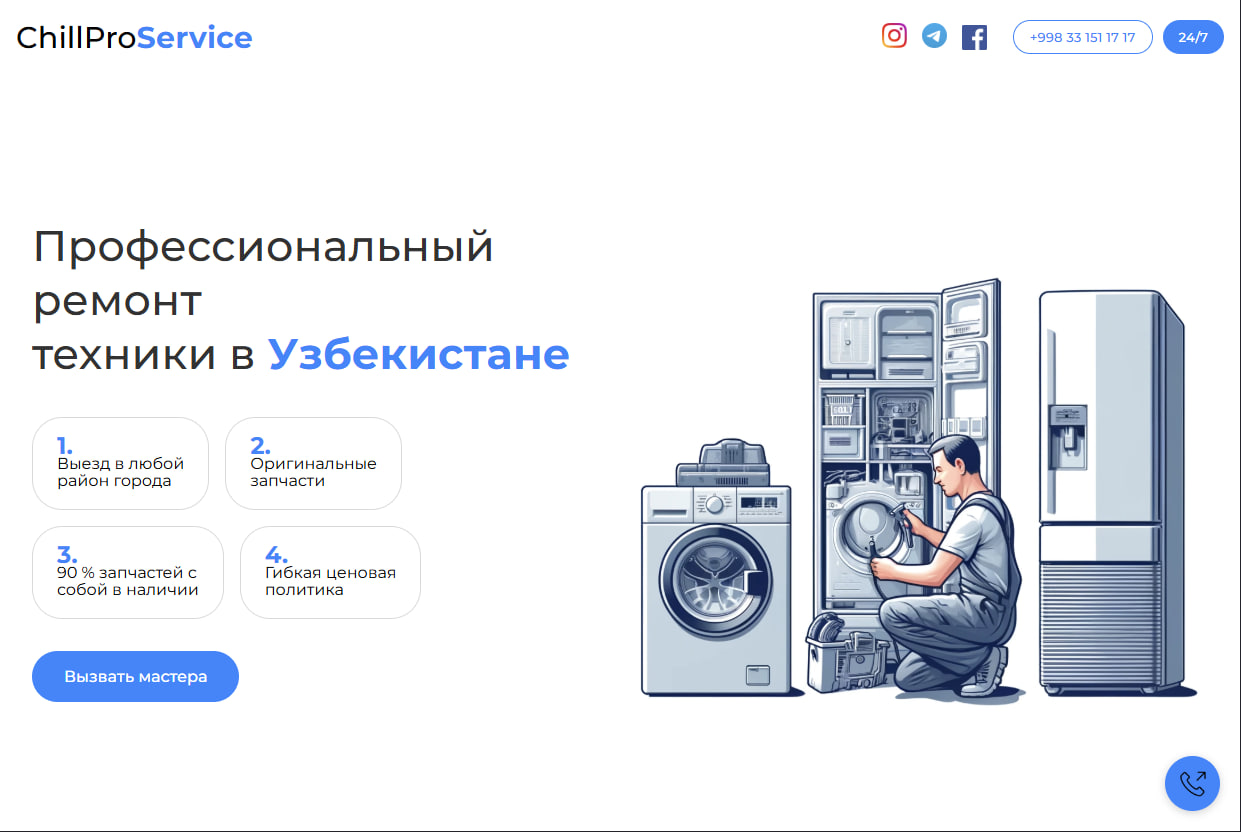 ChillProService
+998 33 151 17 17
24/7
Профессиональный
ремонт
техники в Узбекистане
1.
Выезд в любой
район города
2.
Оригинальные
запчасти
3.
90 % запчастей с
собой в наличии
4.
Гибкая ценовая
политика
Вызвать мастера